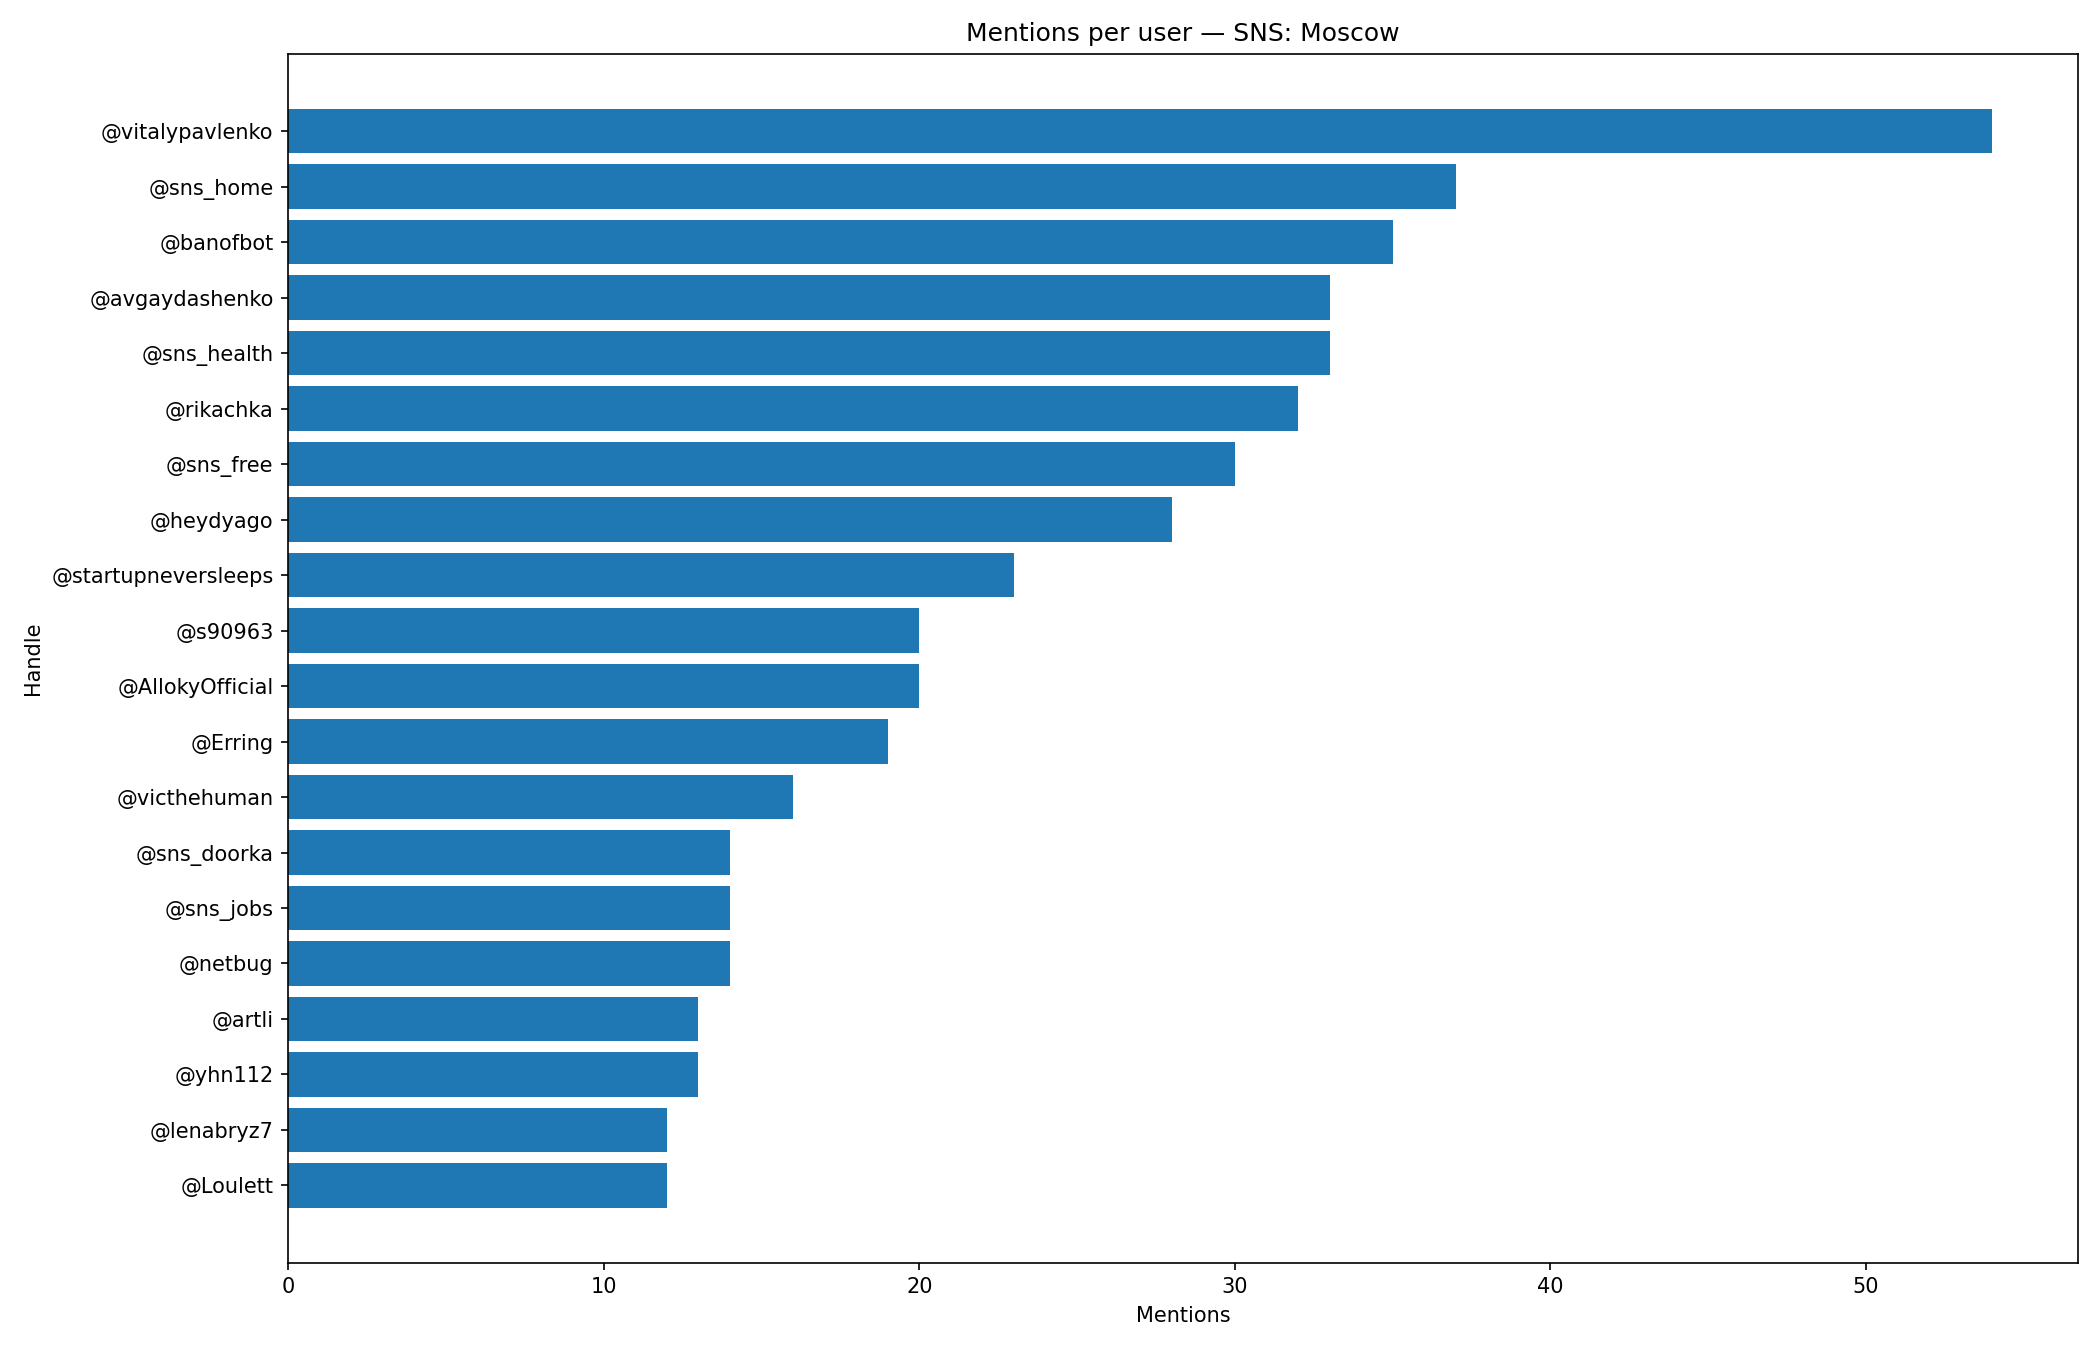 Mentions per user — SNS: Moscow
Handle
@vitalypavlenko
@sns_home
@banofbot
@avgaydashenko
@sns_health
@rikachka
@sns_free
@heydyago
@startupneversleeps
@s90963
@AllokyOfficial
@Erring
@victhehuman
@sns_doorka
@sns_jobs
@netbug
@artli
@yhn112
@lenabryz7
@Loulett
0 10 20 30 40 50
Mentions